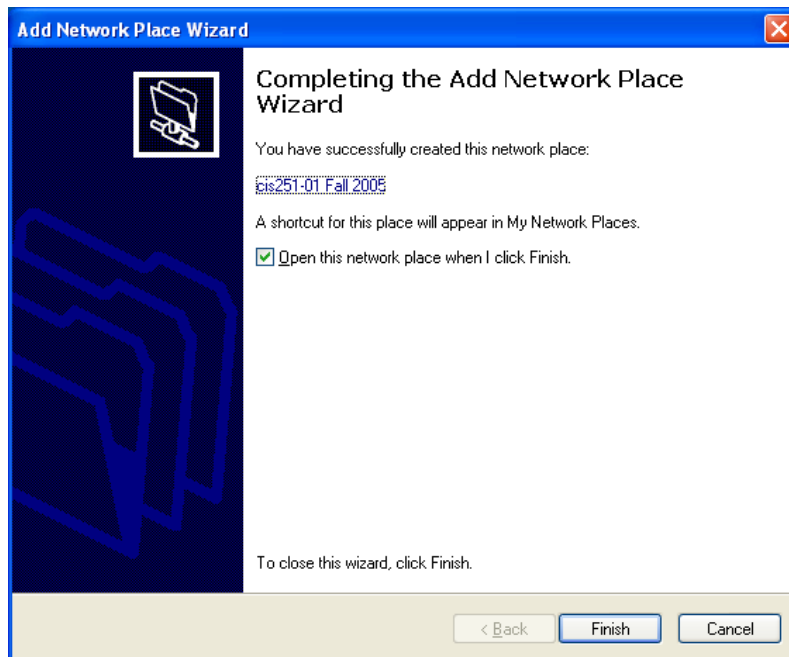 Add Network Place Wizard
Completing the Add Network Place
Wizard
You have successfully created this network place:
cis251-01 Fall 2005
A shortcut for this place will appear in My Network Places.
Open this network place when I click Finish.
To close this wizard, click Finish.
< Back Finish Cancel